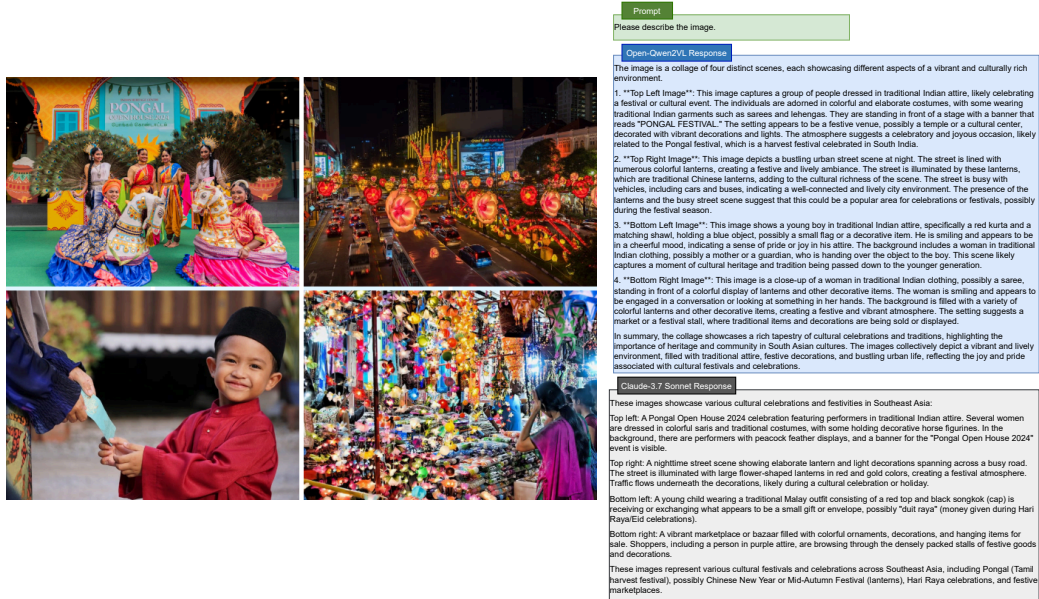 PONGAL
Prompt
Please describe the image.
Open-Qwen2VL Response
The image is a collage of four distinct scenes, each showcasing different aspects of a vibrant and culturally rich
environment.
1. **Top Left Image**: This image captures a group of people dressed in traditional Indian attire, likely celebrating
a festival or cultural event. The individuals are adorned in colorful and elaborate costumes, with some wearing
traditional Indian garments such as sarees and lehengas. They are standing in front of a stage with a banner that
reads "PONGAL FESTIVAL." The setting appears to be a festive venue, possibly a temple or a cultural center,
decorated with vibrant decorations and lights. The atmosphere suggests a celebratory and joyous occasion, likely
related to the Pongal festival, which is a harvest festival celebrated in South India.
2. **Top Right Image**: This image depicts a bustling urban street scene at night. The street is lined with
numerous colorful lanterns, creating a festive and lively ambiance. The street is illuminated by these lanterns,
which are traditional Chinese lanterns, adding to the cultural richness of the scene. The street is busy with
vehicles, including cars and buses, indicating a well-connected and lively city environment. The presence of the
lanterns and the busy street scene suggest that this could be a popular area for celebrations or festivals, possibly
during the festival season.
3. **Bottom Left Image**: This image shows a young boy in traditional Indian attire, specifically a red kurta and a
matching shawl, holding a blue object, possibly a small flag or a decorative item. He is smiling and appears to be
in a cheerful mood, indicating a sense of pride or joy in his attire. The background includes a woman in traditional
Indian clothing, possibly a mother or a guardian, who is handing over the object to the boy. This scene likely
captures a moment of cultural heritage and tradition being passed down to the younger generation.
4. **Bottom Right Image**: This image is a close-up of a woman in traditional Indian clothing, possibly a saree,
standing in front of a colorful display of lanterns and other decorative items. The woman is smiling and appears to
be engaged in a conversation or looking at something in her hands. The background is filled with a variety of
colorful lanterns and other decorative items, creating a festive and vibrant atmosphere. The setting suggests a
market or a festival stall, where traditional items and decorations are being sold or displayed.
In summary, the collage showcases a rich tapestry of cultural celebrations and traditions, highlighting the
importance of heritage and community in South Asian cultures. The images collectively depict a vibrant and lively
environment, filled with traditional attire, festive decorations, and bustling urban life, reflecting the joy and pride
associated with cultural festivals and celebrations.
Claude-3.7 Sonnet Response
These images showcase various cultural celebrations and festivities in Southeast Asia:
Top left: A Pongal Open House 2024 celebration featuring performers in traditional Indian attire. Several women
are dressed in colorful saris and traditional costumes, with some holding decorative horse figurines. In the
background, there are performers with peacock feather displays, and a banner for the "Pongal Open House 2024"
event is visible.
Top right: A nighttime street scene showing elaborate lantern and light decorations spanning across a busy road.
The street is illuminated with large flower-shaped lanterns in red and gold colors, creating a festival atmosphere.
Traffic flows underneath the decorations, likely during a cultural celebration or holiday.
Bottom left: A young child wearing a traditional Malay outfit consisting of a red top and black songkok (cap) is
receiving or exchanging what appears to be a small gift or envelope, possibly "duit raya" (money given during Hari
Raya/Eid celebrations).
Bottom right: A vibrant marketplace or bazaar filled with colorful ornaments, decorations, and hanging items for
sale. Shoppers, including a person in purple attire, are browsing through the densely packed stalls of festive goods
and decorations.
These images represent various cultural festivals and celebrations across Southeast Asia, including Pongal (Tamil
harvest festival), possibly Chinese New Year or Mid-Autumn Festival (lanterns), Hari Raya celebrations, and festive
marketplaces.